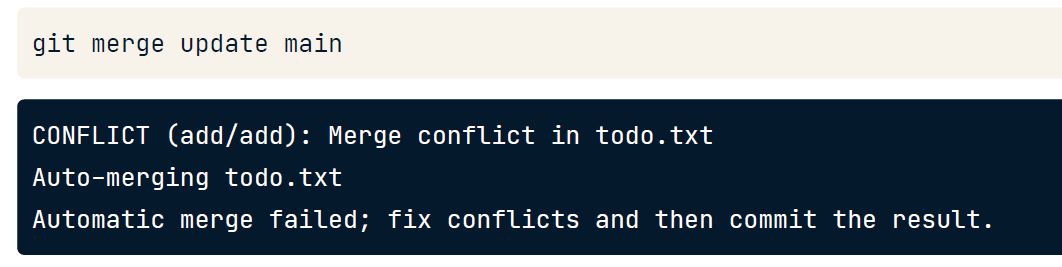 git merge update main
CONFLICT (add/add): Merge conflict in todo.txt
Auto-merging todo.txt
Automatic merge failed; fix conflicts and then commit the result.